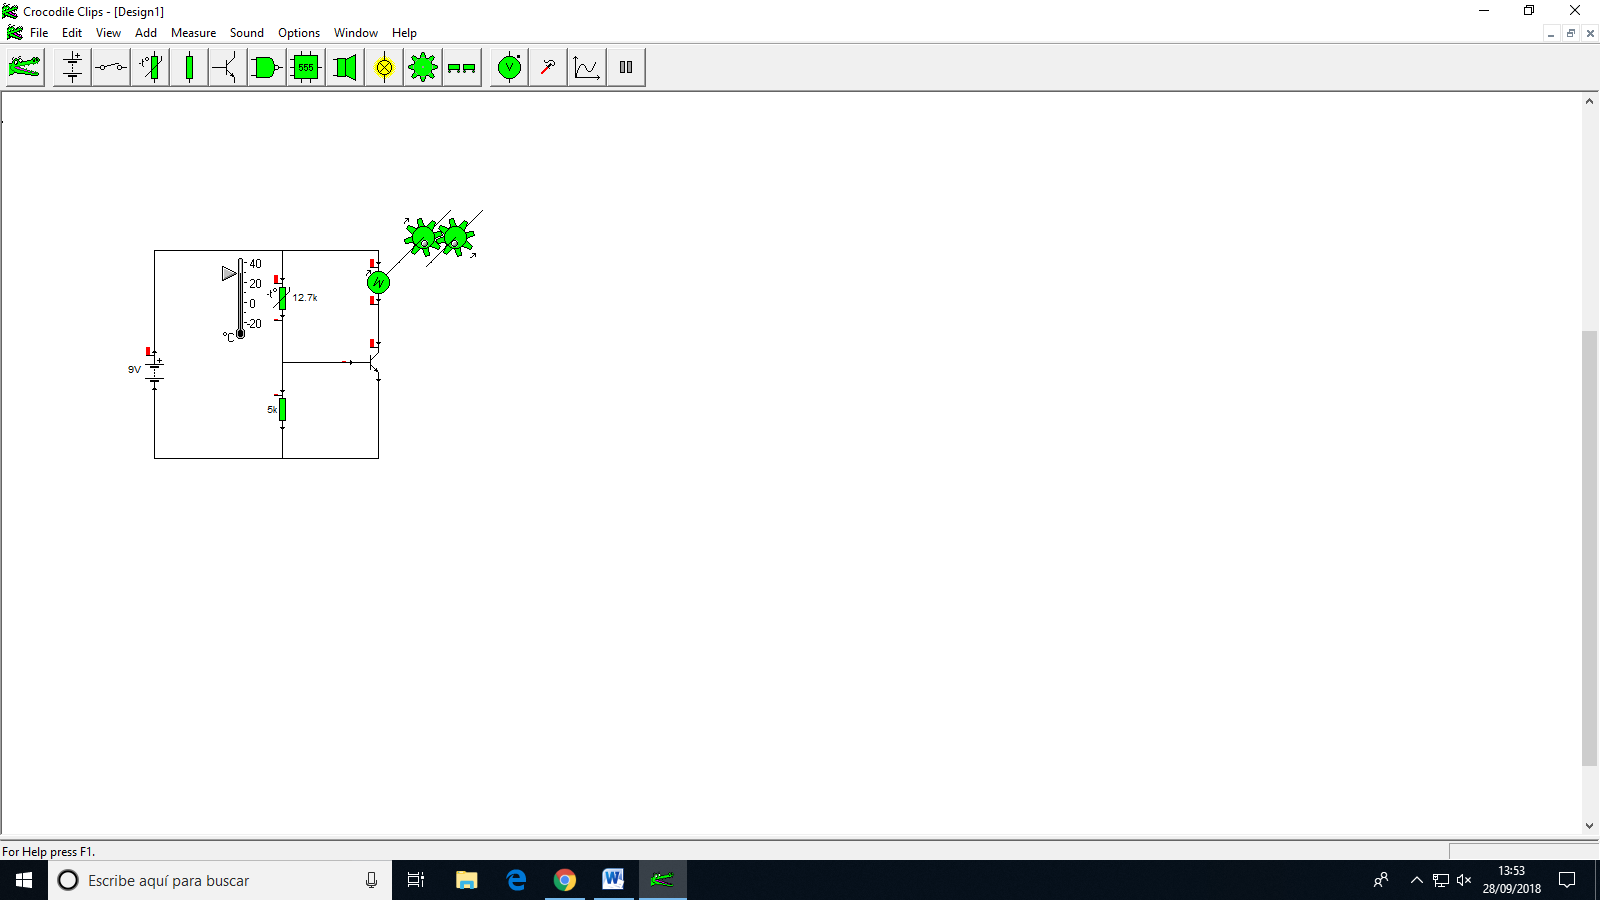 Crocodile Clips - [Design1]
File Edit View Add Measure Sound Options Window Help
555
V
40
20
0
-20
°C
-t°
12.7k
9V
+
5k
For Help press F1.
Escribe aquí para buscar
13:53
28/09/2018